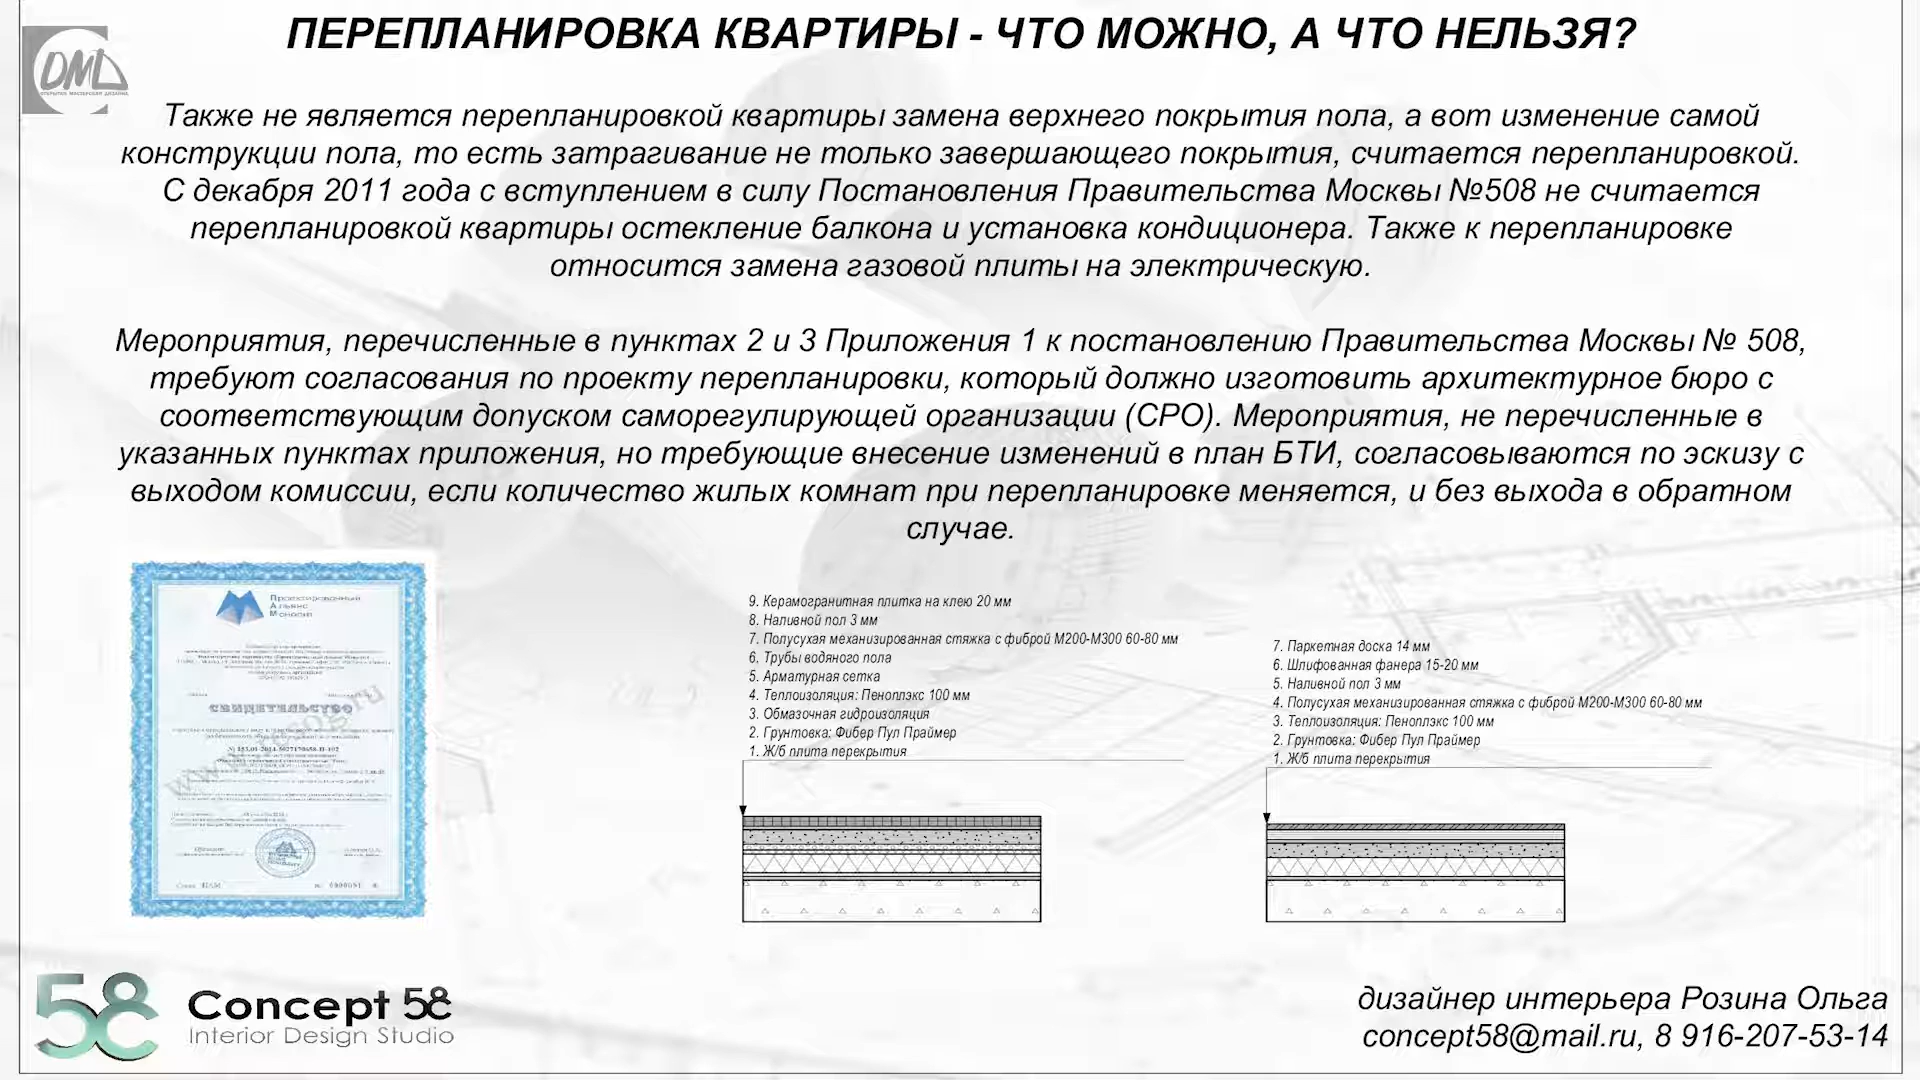 ПЕРЕПЛАНИРОВКА КВАРТИРЫ - ЧТО МОЖНО, А ЧТО НЕЛЬЗЯ?
DMD
ОТКРЫТАЯ МАСТЕРСКАЯ ДИЗАЙНА
Также не является перепланировкой квартиры замена верхнего покрытия пола, а вот изменение самой
конструкции пола, то есть затрагивание не только завершающего покрытия, считается перепланировкой.
С декабря 2011 года с вступлением в силу Постановления Правительства Москвы №508 не считается
перепланировкой квартиры остекление балкона и установка кондиционера. Также к перепланировке
относится замена газовой плиты на электрическую.
Мероприятия, перечисленные в пунктах 2 и 3 Приложения 1 к постановлению Правительства Москвы № 508,
требуют согласования по проекту перепланировки, который должно изготовить архитектурное бюро с
соответствующим допуском саморегулирующей организации (СРО). Мероприятия, не перечисленные в
указанных пунктах приложения, но требующие внесение изменений в план БТИ, согласовываются по эскизу с
выходом комиссии, если количество жилых комнат при перепланировке меняется, и без выхода в обратном
случае.
Проектировочный
Альянс
Монолит
СВИДЕТЕЛЬСТВО
9. Керамогранитная плитка на клею 20 мм
8. Наливной пол 3 мм
7. Полусухая механизированная стяжка с фиброй М200-М300 60-80 мм
6. Трубы водяного пола
5. Арматурная сетка
4. Теплоизоляция: Пеноплэкс 100 мм
3. Обмазочная гидроизоляция
2. Грунтовка: Фибер Пул Праймер
1. Ж/б плита перекрытия
7. Паркетная доска 14 мм
6. Шлифованная фанера 15-20 мм
5. Наливной пол 3 мм
4. Полусухая механизированная стяжка с фиброй М200-М300 60-80 мм
3. Теплоизоляция: Пеноплэкс 100 мм
2. Грунтовка: Фибер Пул Праймер
1. Ж/б плита перекрытия
58
Concept 58
Interior Design Studio
дизайнер интерьера Розина Ольга
concept58@mail.ru, 8 916-207-53-14